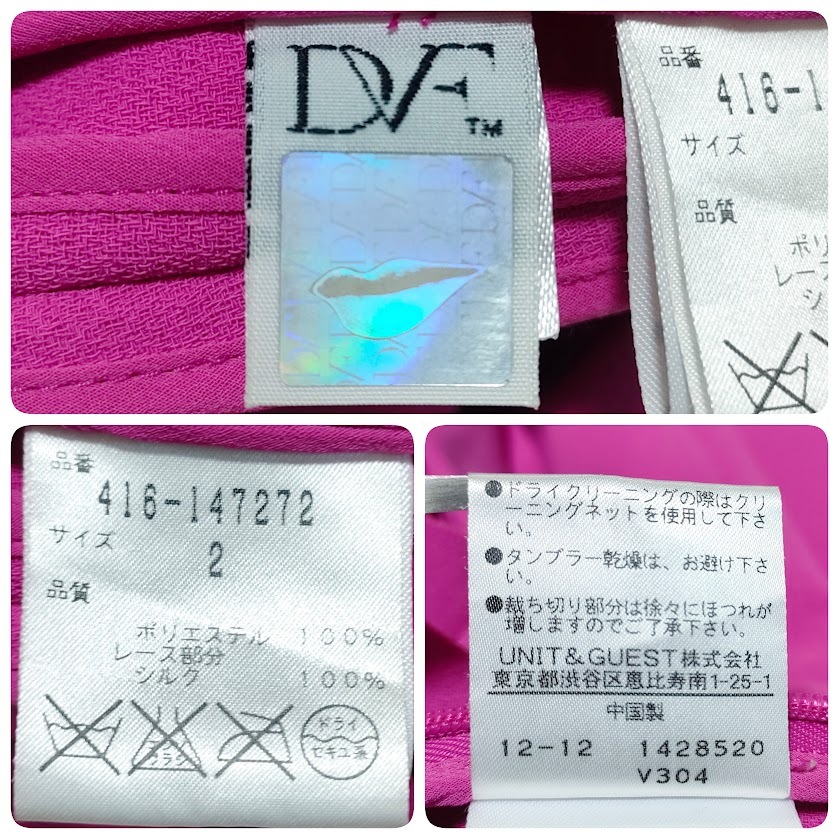 DVF
TM
品番
416-1
サイズ
品質
ポリ
レース
シ
品番
416-147272
サイズ
2
品質
ポリエステル 100%
レース部分
シルク 100%
ドライ
セキユ系
●ドライクリーニングの際はクリ
ーニングネットを使用して下さ
い。
●タンブラー乾燥は、お避け下さ
い。
●裁ち切り部分は徐々にほつれが
増しますのでご了承下さい。
UNIT&GUEST株式会社
東京都渋谷区恵比寿南1-25-1
中国製
12-12 1428520
V304